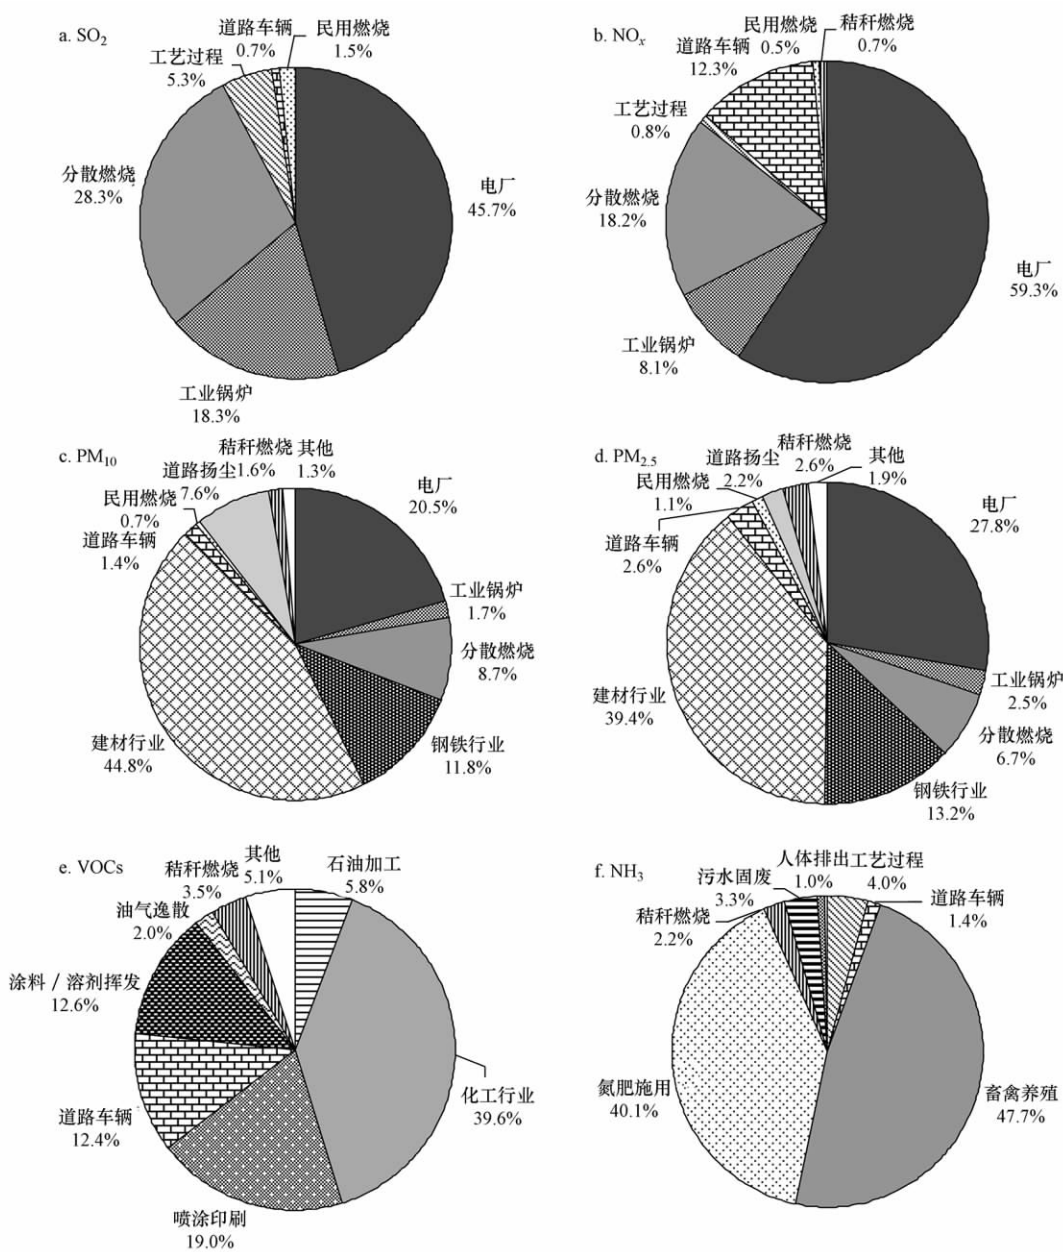 a. SO2
道路车辆
0.7%
民用燃烧
1.5%
工艺过程
5.3%
分散燃烧
28.3%
电厂
45.7%
工业锅炉
18.3%
b. NOx
民用燃烧
0.5%
秸秆燃烧
0.7%
道路车辆
12.3%
工艺过程
0.8%
分散燃烧
18.2%
电厂
59.3%
工业锅炉
8.1%
c. PM10
秸秆燃烧
1.6%
其他
1.3%
道路扬尘
7.6%
民用燃烧
0.7%
道路车辆
1.4%
电厂
20.5%
工业锅炉
1.7%
分散燃烧
8.7%
建材行业
44.8%
钢铁行业
11.8%
d. PM2.5
秸秆燃烧
2.6%
其他
1.9%
道路扬尘
2.2%
民用燃烧
1.1%
道路车辆
2.6%
电厂
27.8%
工业锅炉
2.5%
分散燃烧
6.7%
建材行业
39.4%
钢铁行业
13.2%
e. VOCs
秸秆燃烧
3.5%
其他
5.1%
石油加工
5.8%
油气逸散
2.0%
涂料 / 溶剂挥发
12.6%
道路车辆
12.4%
化工行业
39.6%
喷涂印刷
19.0%
f. NH3
人体排出
1.0%
工艺过程
4.0%
污水固废
3.3%
道路车辆
1.4%
秸秆燃烧
2.2%
氮肥施用
40.1%
畜禽养殖
47.7%